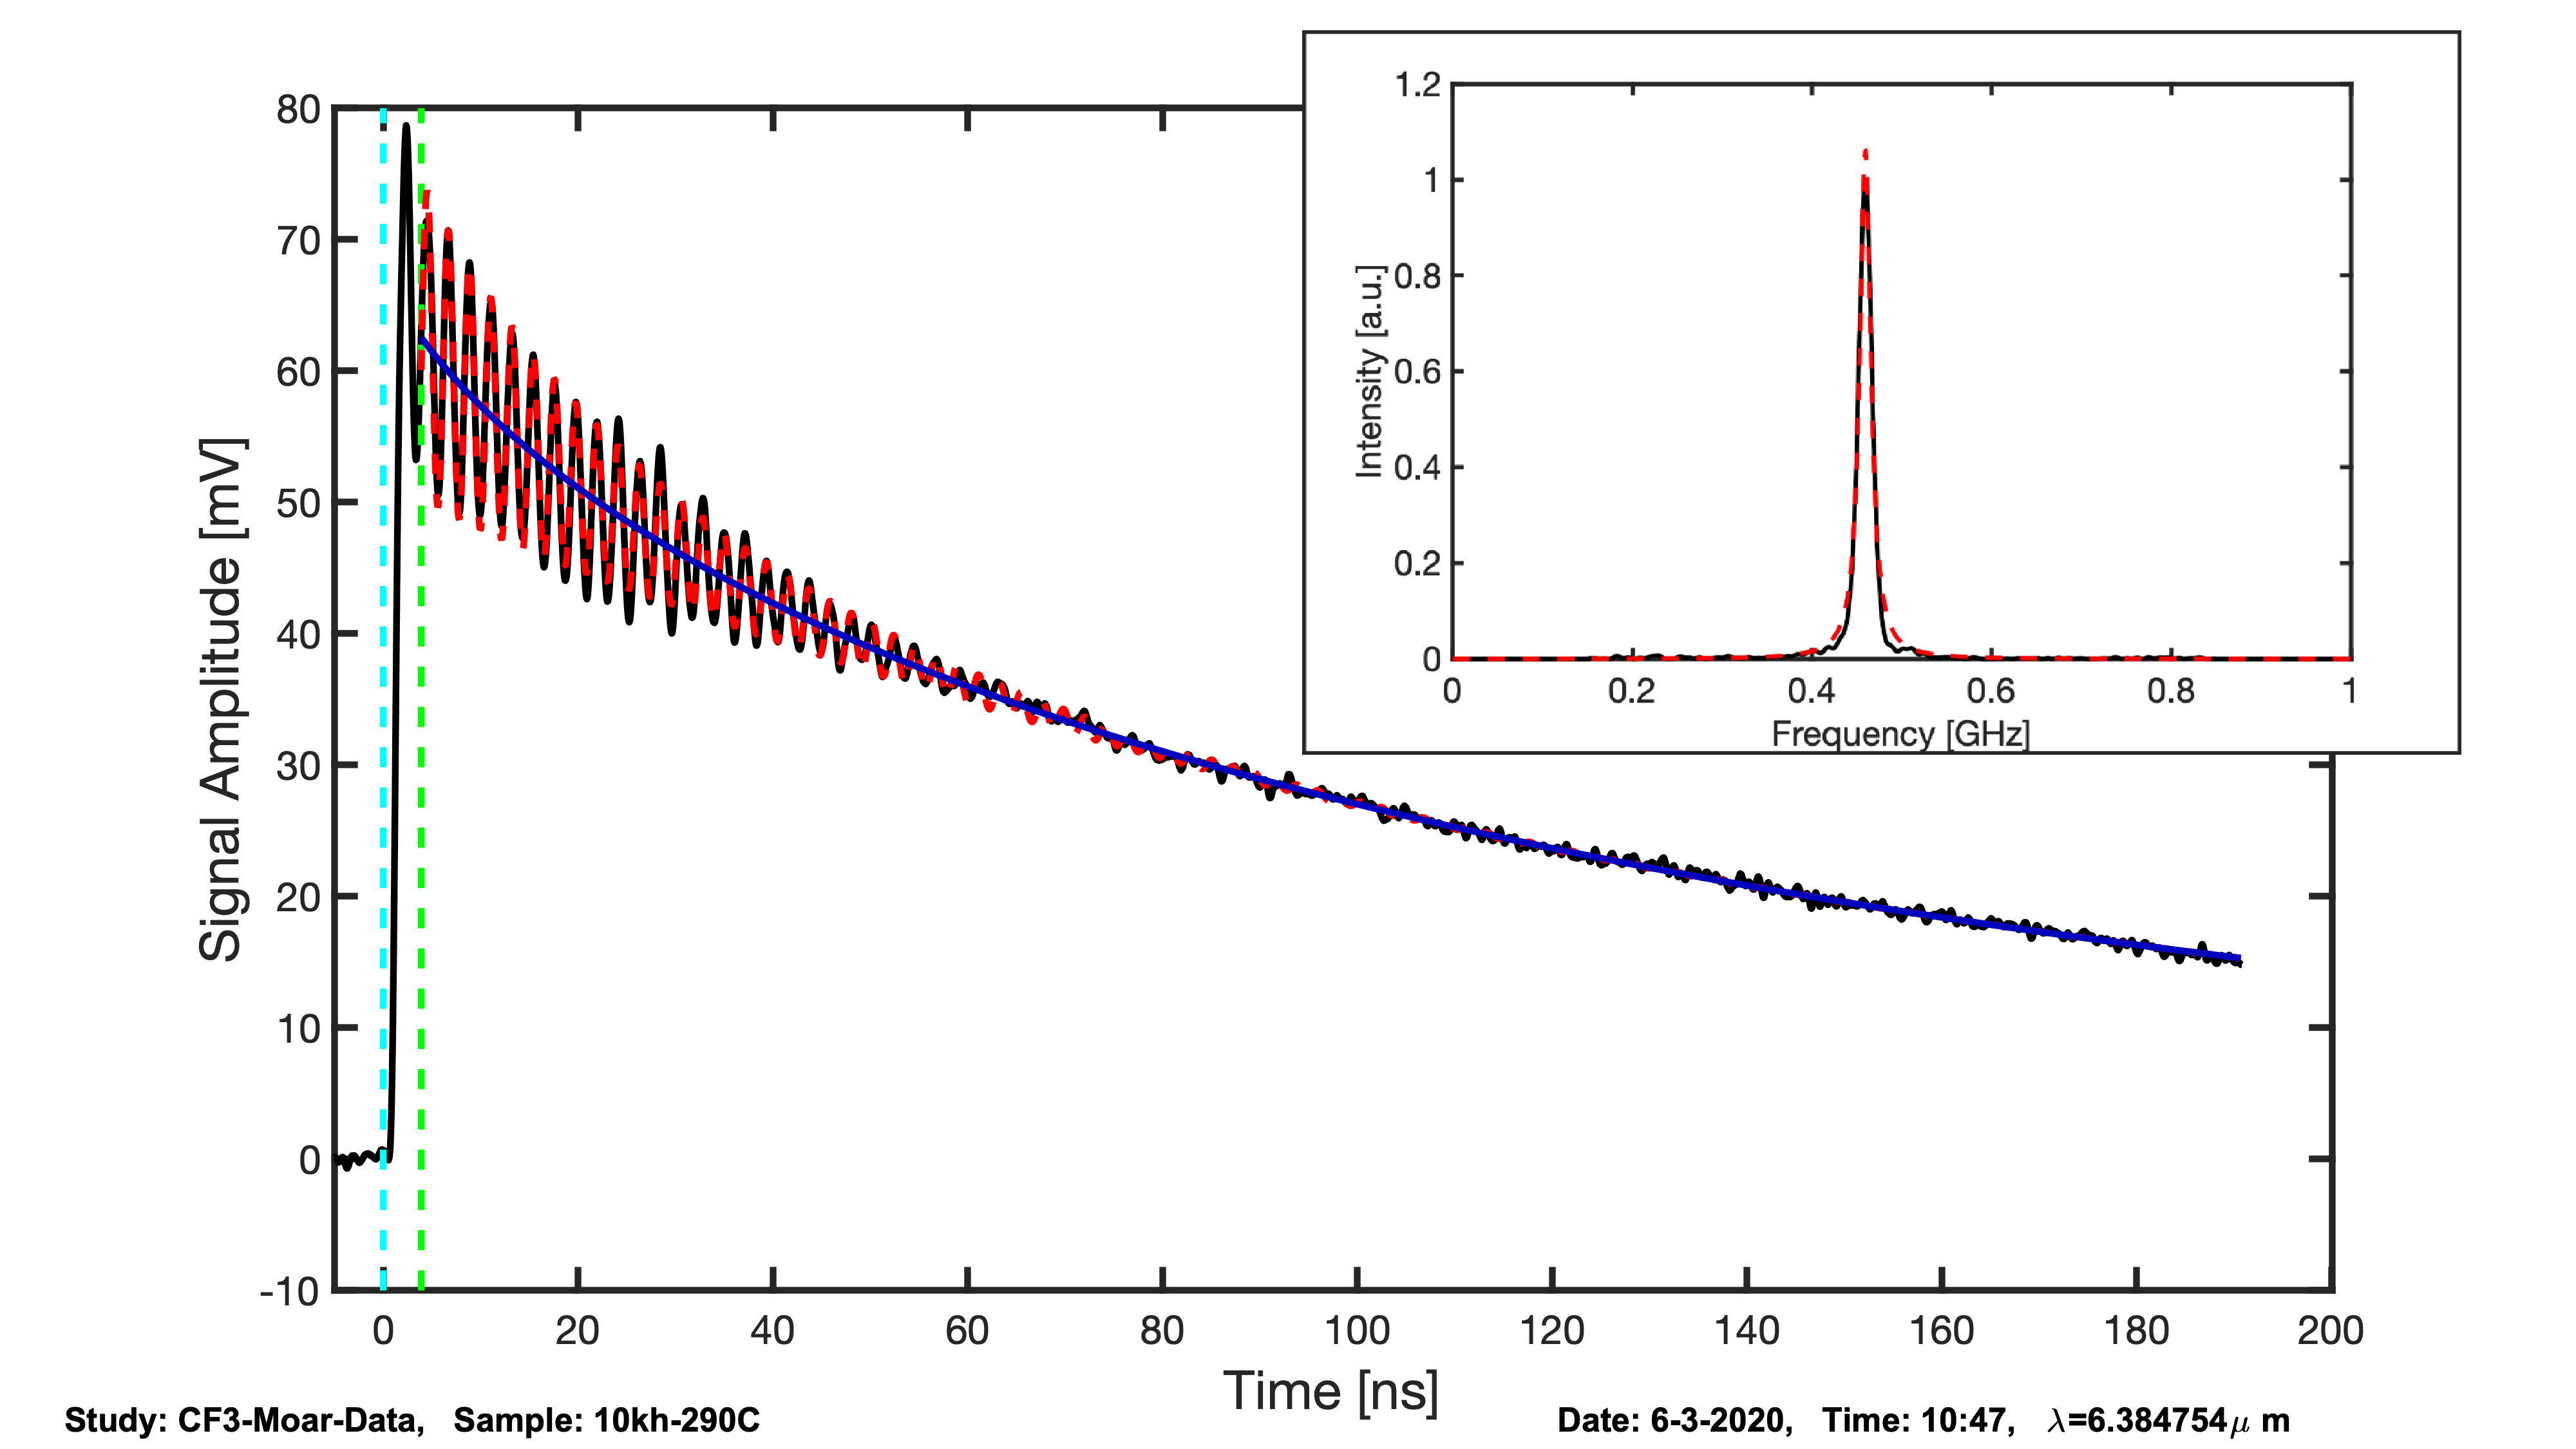 1.2
1
0.8
0.6
0.4
0.2
0
Intensity [a.u.]
0 0.2 0.4 0.6 0.8 1
Frequency [GHz]
80
70
60
50
40
30
20
10
0
-10
Signal Amplitude [mV]
0 20 40 60 80 100 120 140 160 180 200
Time [ns]
Study: CF3-Moar-Data, Sample: 10kh-290C
Date: 6-3-2020, Time: 10:47, λ=6.384754μ m